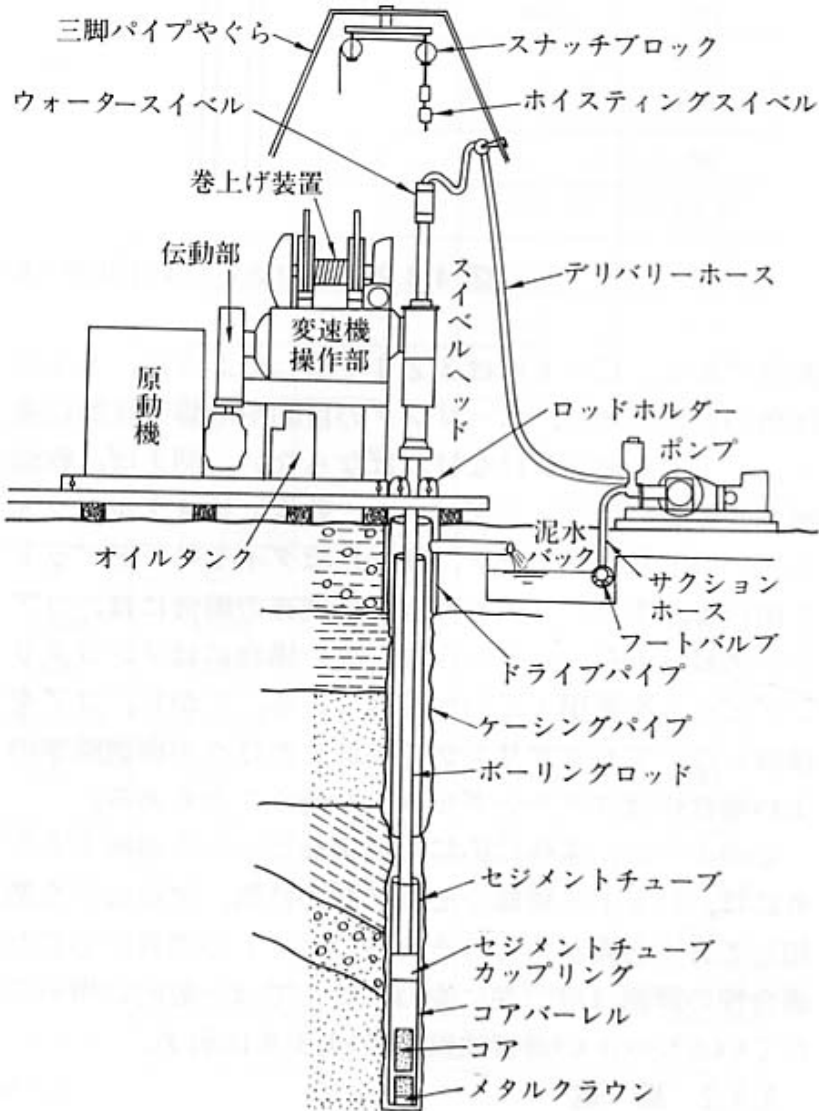 三脚パイプやぐら
スナッチブロック
ウォータースイベル
ホイスティングスイベル
巻上げ装置
伝動部
スイベルヘッド
デリバリーホース
変速機
操作部
原動機
ロッドホルダー
ポンプ
オイルタンク
泥水
バック
サクション
ホース
フートバルブ
ドライブパイプ
ケーシングパイプ
ボーリングロッド
セジメントチューブ
セジメントチューブ
カップリング
コアバーレル
コア
メタルクラウン